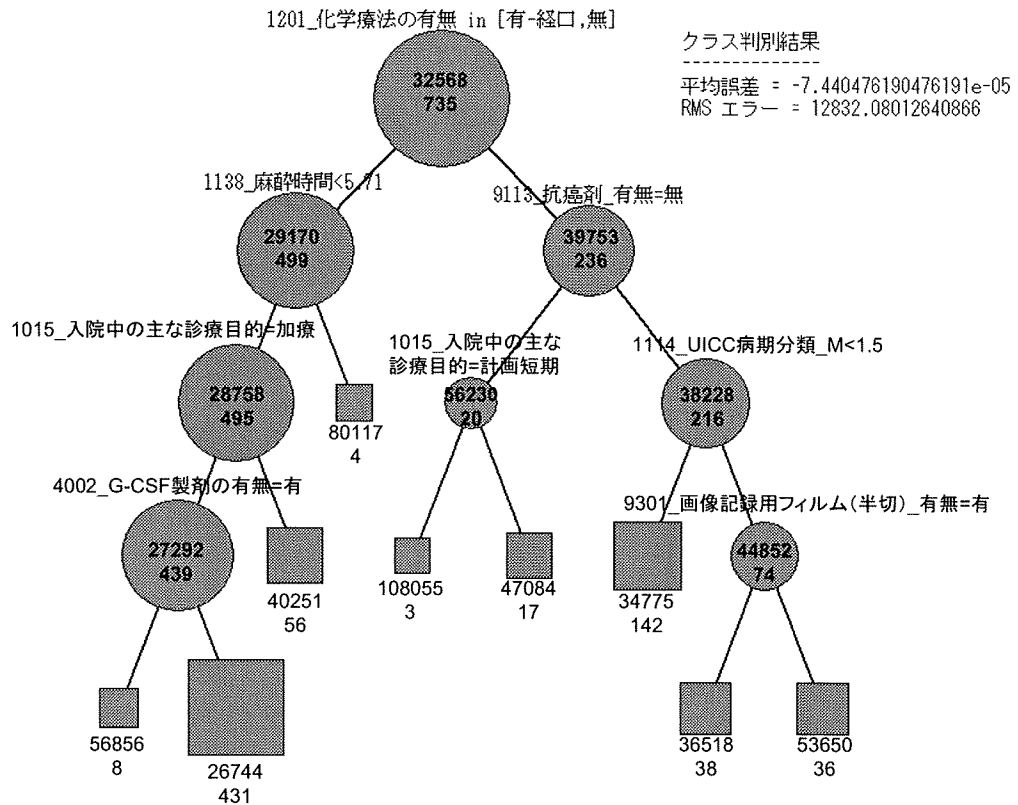 1201_化学療法の有無 in [有-経口,無]
32568
735
クラス判別結果
--------------
平均誤差 = -7.440476190476191e-05
RMS エラー = 12832.08012640866
1138_麻酔時間<5.71
29170
499
9113_抗癌剤_有無=無
39753
236
1015_入院中の主な診療目的=加療
28758
495
80117
4
1015_入院中の主な
診療目的=計画短期
56230
20
1114_UICC病期分類_M<1.5
38228
216
4002_G-CSF製剤の有無=有
27292
439
40251
56
108055
3
47084
17
9301_画像記録用フィルム(半切)_有無=有
34775
142
44852
74
56856
8
26744
431
36518
38
53650
36